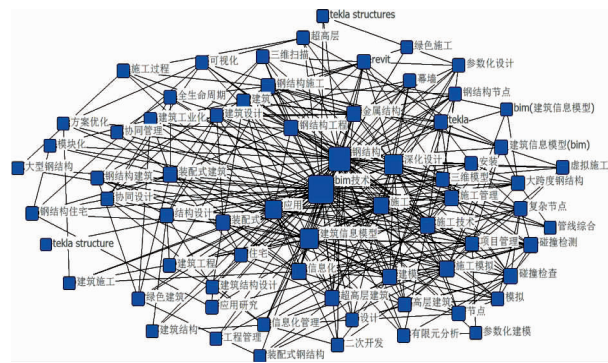 tekla structures
超高层
绿色施工
可视化
三维扫描
revit
参数化设计
施工过程
幕墙
钢结构施工
钢结构节点
全生命周期
建筑
bim(建筑信息模型)
金属结构
方案优化
建筑工业化
建筑设计
tekla
协同管理
钢结构工程
模块化
建筑信息模型(bim)
钢结构
大型钢结构
深化设计
安装
虚拟施工
钢结构建筑
装配式建筑
三维模型
大跨度钢结构
bim技术
协同设计
施工管理
施工
应用
复杂节点
钢结构住宅
结构设计
装配式
施工技术
管线综合
建筑信息模型
tekla structure
项目管理
碰撞检测
住宅
建筑工程
信息化
施工模拟
建模
碰撞检查
建筑施工
建筑结构设计
绿色建筑
超高层建筑
模拟
应用研究
高层建筑
节点
设计
信息化管理
建筑结构
工程管理
有限元分析
参数化建模
二次开发
装配式钢结构